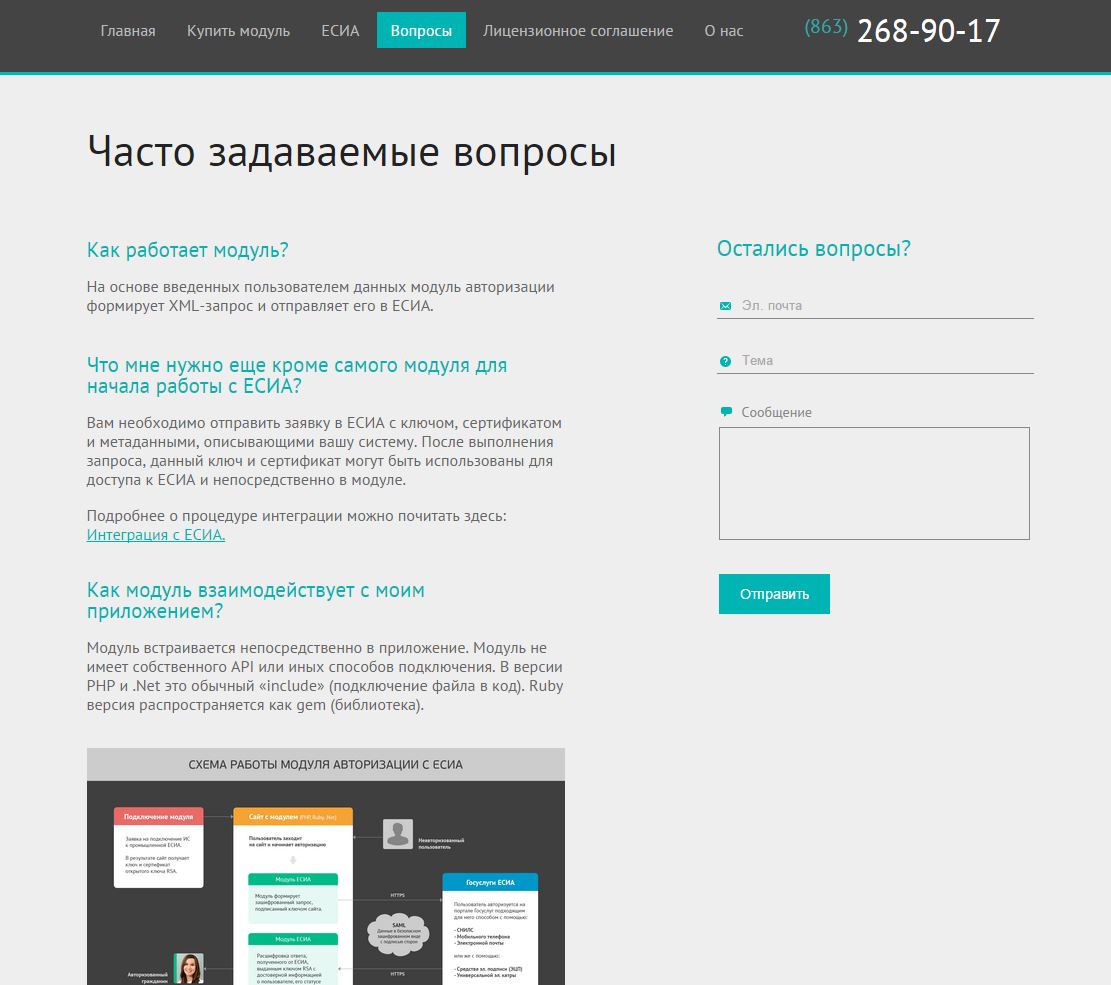 Главная Купить модуль ЕСИА Вопросы Лицензионное соглашение О нас (863) 268-90-17
Часто задаваемые вопросы
Как работает модуль?
На основе введенных пользователем данных модуль авторизации
формирует XML-запрос и отправляет его в ЕСИА.
Что мне нужно еще кроме самого модуля для
начала работы с ЕСИА?
Вам необходимо отправить заявку в ЕСИА с ключом, сертификатом
и метаданными, описывающими вашу систему. После выполнения
запроса, данный ключ и сертификат могут быть использованы для
доступа к ЕСИА и непосредственно в модуле.
Подробнее о процедуре интеграции можно почитать здесь:
Интеграция с ЕСИА.
Как модуль взаимодействует с моим
приложением?
Модуль встраивается непосредственно в приложение. Модуль не
имеет собственного API или иных способов подключения. В версии
PHP и .Net это обычный «include» (подключение файла в код). Ruby
версия распространяется как gem (библиотека).
СХЕМА РАБОТЫ МОДУЛЯ АВТОРИЗАЦИИ С ЕСИА
Подключение модуля
Заявка на подключение ИС
к промышленной ЕСИА.
В результате сайт получает
ключ и сертификат
открытого ключа RSA.
Сайт с модулем (PHP, Ruby, .Net)
Пользователь заходит
на сайт и начинает авторизацию
Модуль ЕСИА
Модуль формирует
зашифрованный запрос,
подписанный ключом сайта.
Модуль ЕСИА
Расшифровка ответа,
полученного от ЕСИА,
выданным ключом RSA с
достоверной информацией
о пользователе, его статусе
Неавторизованный
пользователь
HTTPS
SAML
Данные в безопасном
зашифрованном виде
с подписью сторон
HTTPS
Госуслуги ЕСИА
Пользователь авторизуется на
портале Госуслуг подходящим
для него способом с помощью:
- СНИЛС
- Мобильного телефона
- Электронной почты
или же с помощью:
- Средства эл. подписи (ЭЦП)
- Универсальной эл. карты
Авторизованный
гражданин
Остались вопросы?
Эл. почта
Тема
Сообщение
Отправить